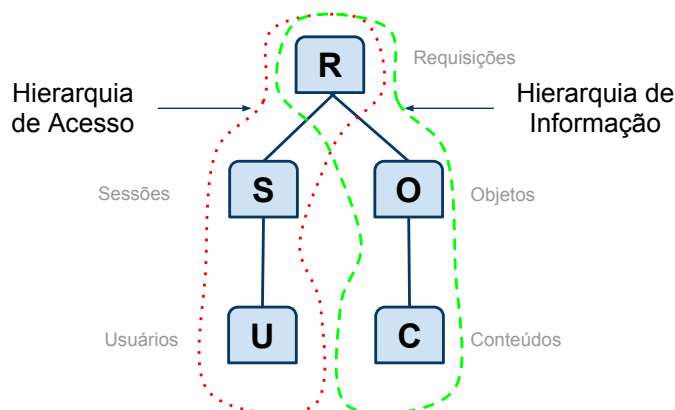 R
Requisições
Hierarquia
de Acesso
Hierarquia de
Informação
Sessões
S
O
Objetos
Usuários
U
C
Conteúdos